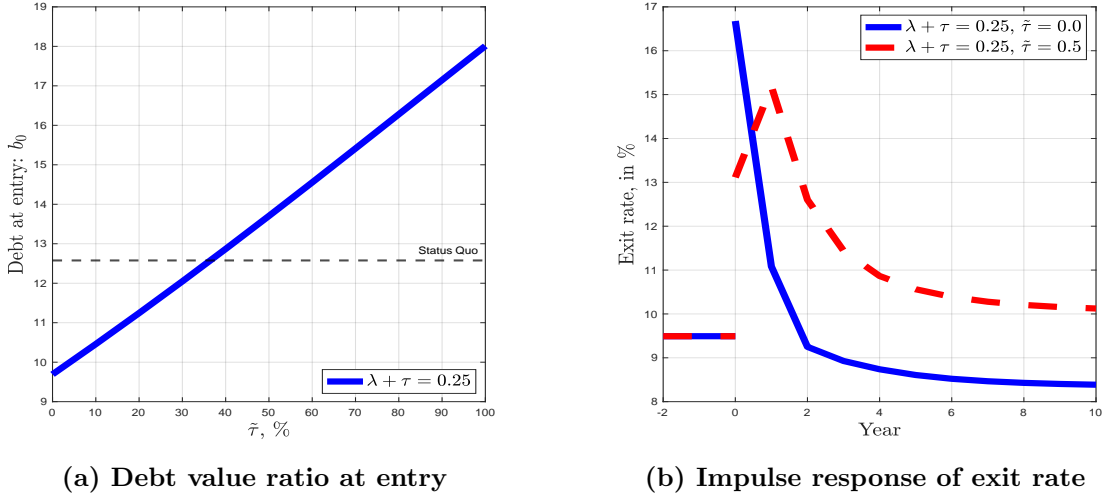 19
18
17
16
15
14
13
12
11
10
9
Debt at entry: b₀
Status Quo
λ + τ = 0.25
0 10 20 30 40 50 60 70 80 90 100
τ̃, %
(a) Debt value ratio at entry
17
16
15
14
13
12
11
10
9
8
Exit rate, in %
λ + τ = 0.25, τ̃ = 0.0
λ + τ = 0.25, τ̃ = 0.5
-2 0 2 4 6 8 10
Year
(b) Impulse response of exit rate